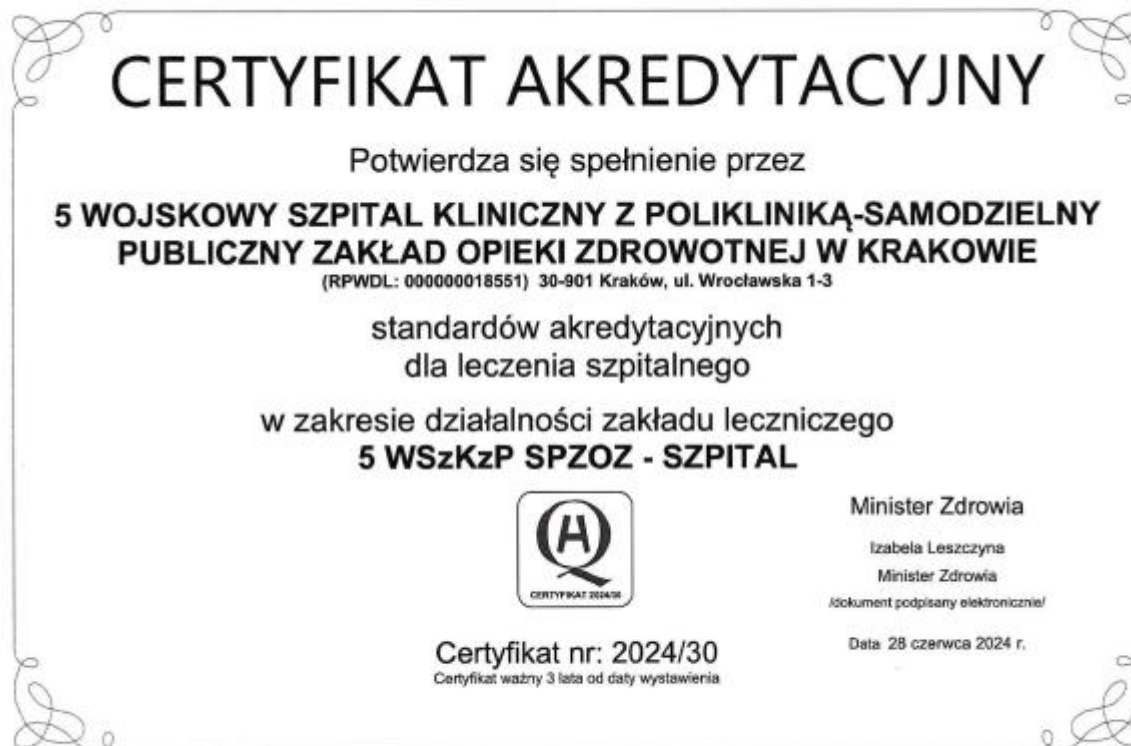 CERTYFIKAT AKREDYTACYJNY
Potwierdza się spełnienie przez
5 WOJSKOWY SZPITAL KLINICZNY Z POLIKLINIKĄ-SAMODZIELNY
PUBLICZNY ZAKŁAD OPIEKI ZDROWOTNEJ W KRAKOWIE
(RPWDL: 000000018551) 30-901 Kraków, ul. Wrocławska 1-3
standardów akredytacyjnych
dla leczenia szpitalnego
w zakresie działalności zakładu leczniczego
5 WSzKzP SPZOZ - SZPITAL
HQ
CERTYFIKAT 2024/30
Minister Zdrowia
Izabela Leszczyna
Minister Zdrowia
/dokument podpisany elektronicznie/
Data 28 czerwca 2024 r.
Certyfikat nr: 2024/30
Certyfikat ważny 3 lata od daty wystawienia